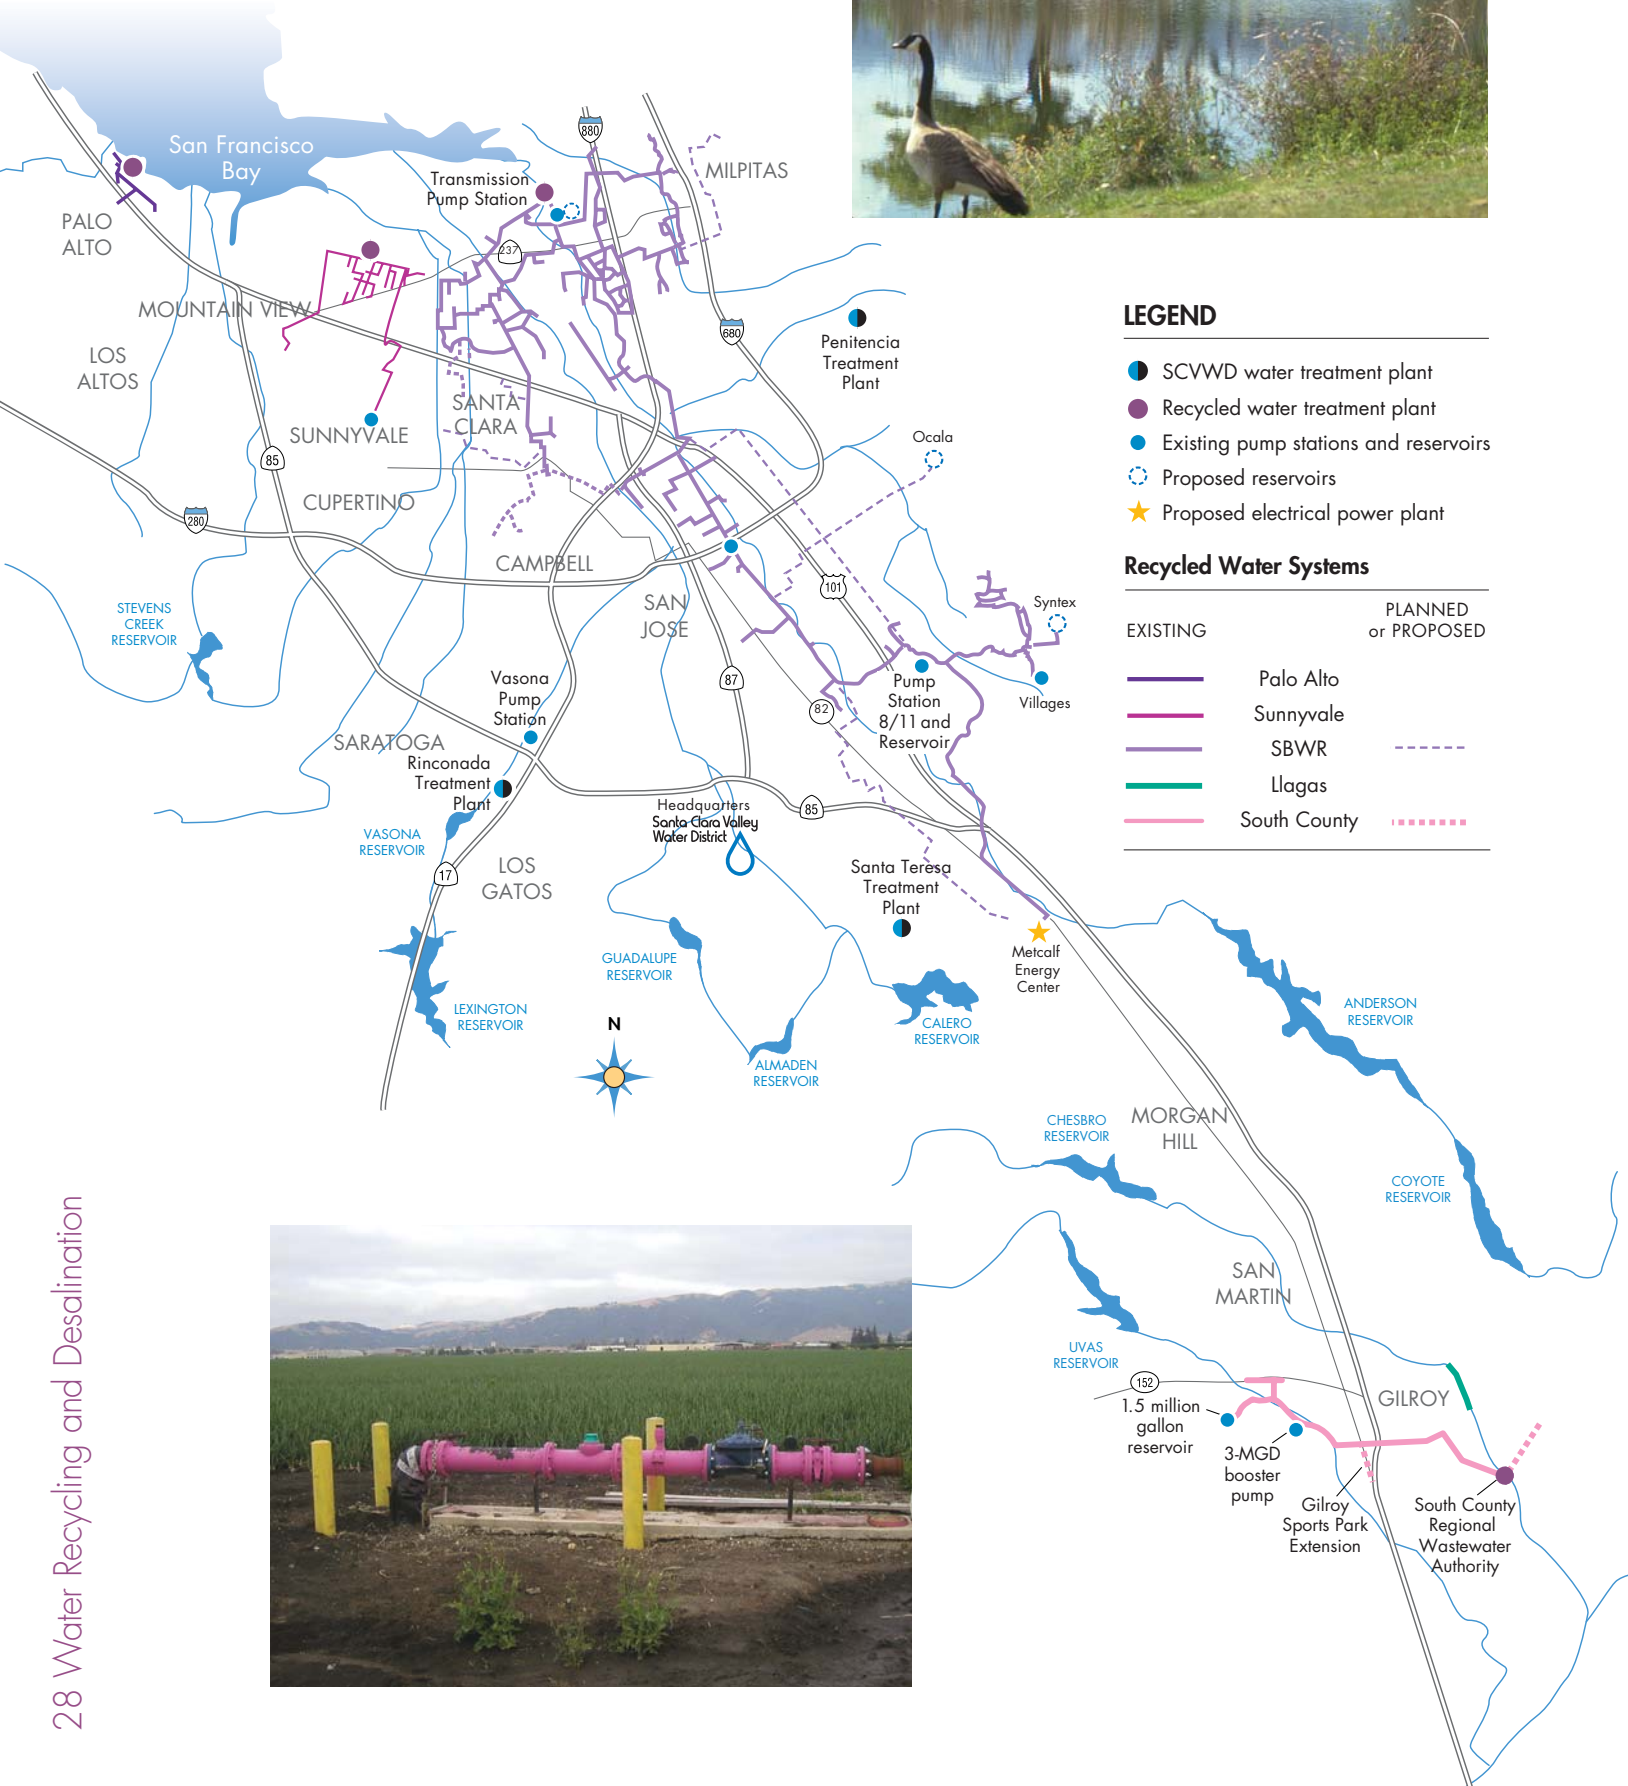 San Francisco
Bay
880
MILPITAS
Transmission
Pump Station
PALO
ALTO
237
MOUNTAIN VIEW
LOS
ALTOS
680
Penitencia
Treatment
Plant
SANTA
CLARA
SUNNYVALE
85
Ocala
CUPERTINO
280
CAMPBELL
101
STEVENS
CREEK
RESERVOIR
SAN
JOSE
Syntex
Vasona
Pump
Station
87
82
Pump
Station
8/11 and
Reservoir
Villages
SARATOGA
Rinconada
Treatment
Plant
85
Headquarters
Santa Clara Valley
Water District
VASONA
RESERVOIR
17
LOS
GATOS
Santa Teresa
Treatment
Plant
Metcalf
Energy
Center
GUADALUPE
RESERVOIR
LEXINGTON
RESERVOIR
CALERO
RESERVOIR
ANDERSON
RESERVOIR
N
ALMADEN
RESERVOIR
CHESBRO
RESERVOIR
MORGAN
HILL
COYOTE
RESERVOIR
SAN
MARTIN
UVAS
RESERVOIR
152
GILROY
1.5 million
gallon
reservoir
3-MGD
booster
pump
Gilroy
Sports Park
Extension
South County
Regional
Wastewater
Authority
LEGEND
SCVWD water treatment plant
Recycled water treatment plant
Existing pump stations and reservoirs
Proposed reservoirs
Proposed electrical power plant
Recycled Water Systems
EXISTING
PLANNED
or PROPOSED
Palo Alto
Sunnyvale
SBWR
Llagas
South County
28 Water Recycling and Desalination